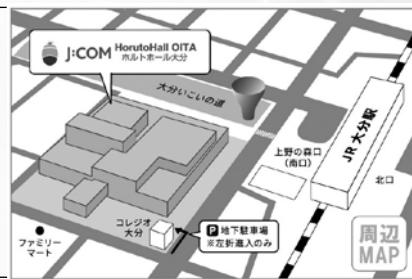 J:COM HorutoHall OITA
ホルトホール大分
大分いこいの道
JR大分駅
上野の森口
(南口)
北口
コレジオ
大分
P 地下駐車場
※左折進入のみ
ファミリー
マート
周辺
MAP